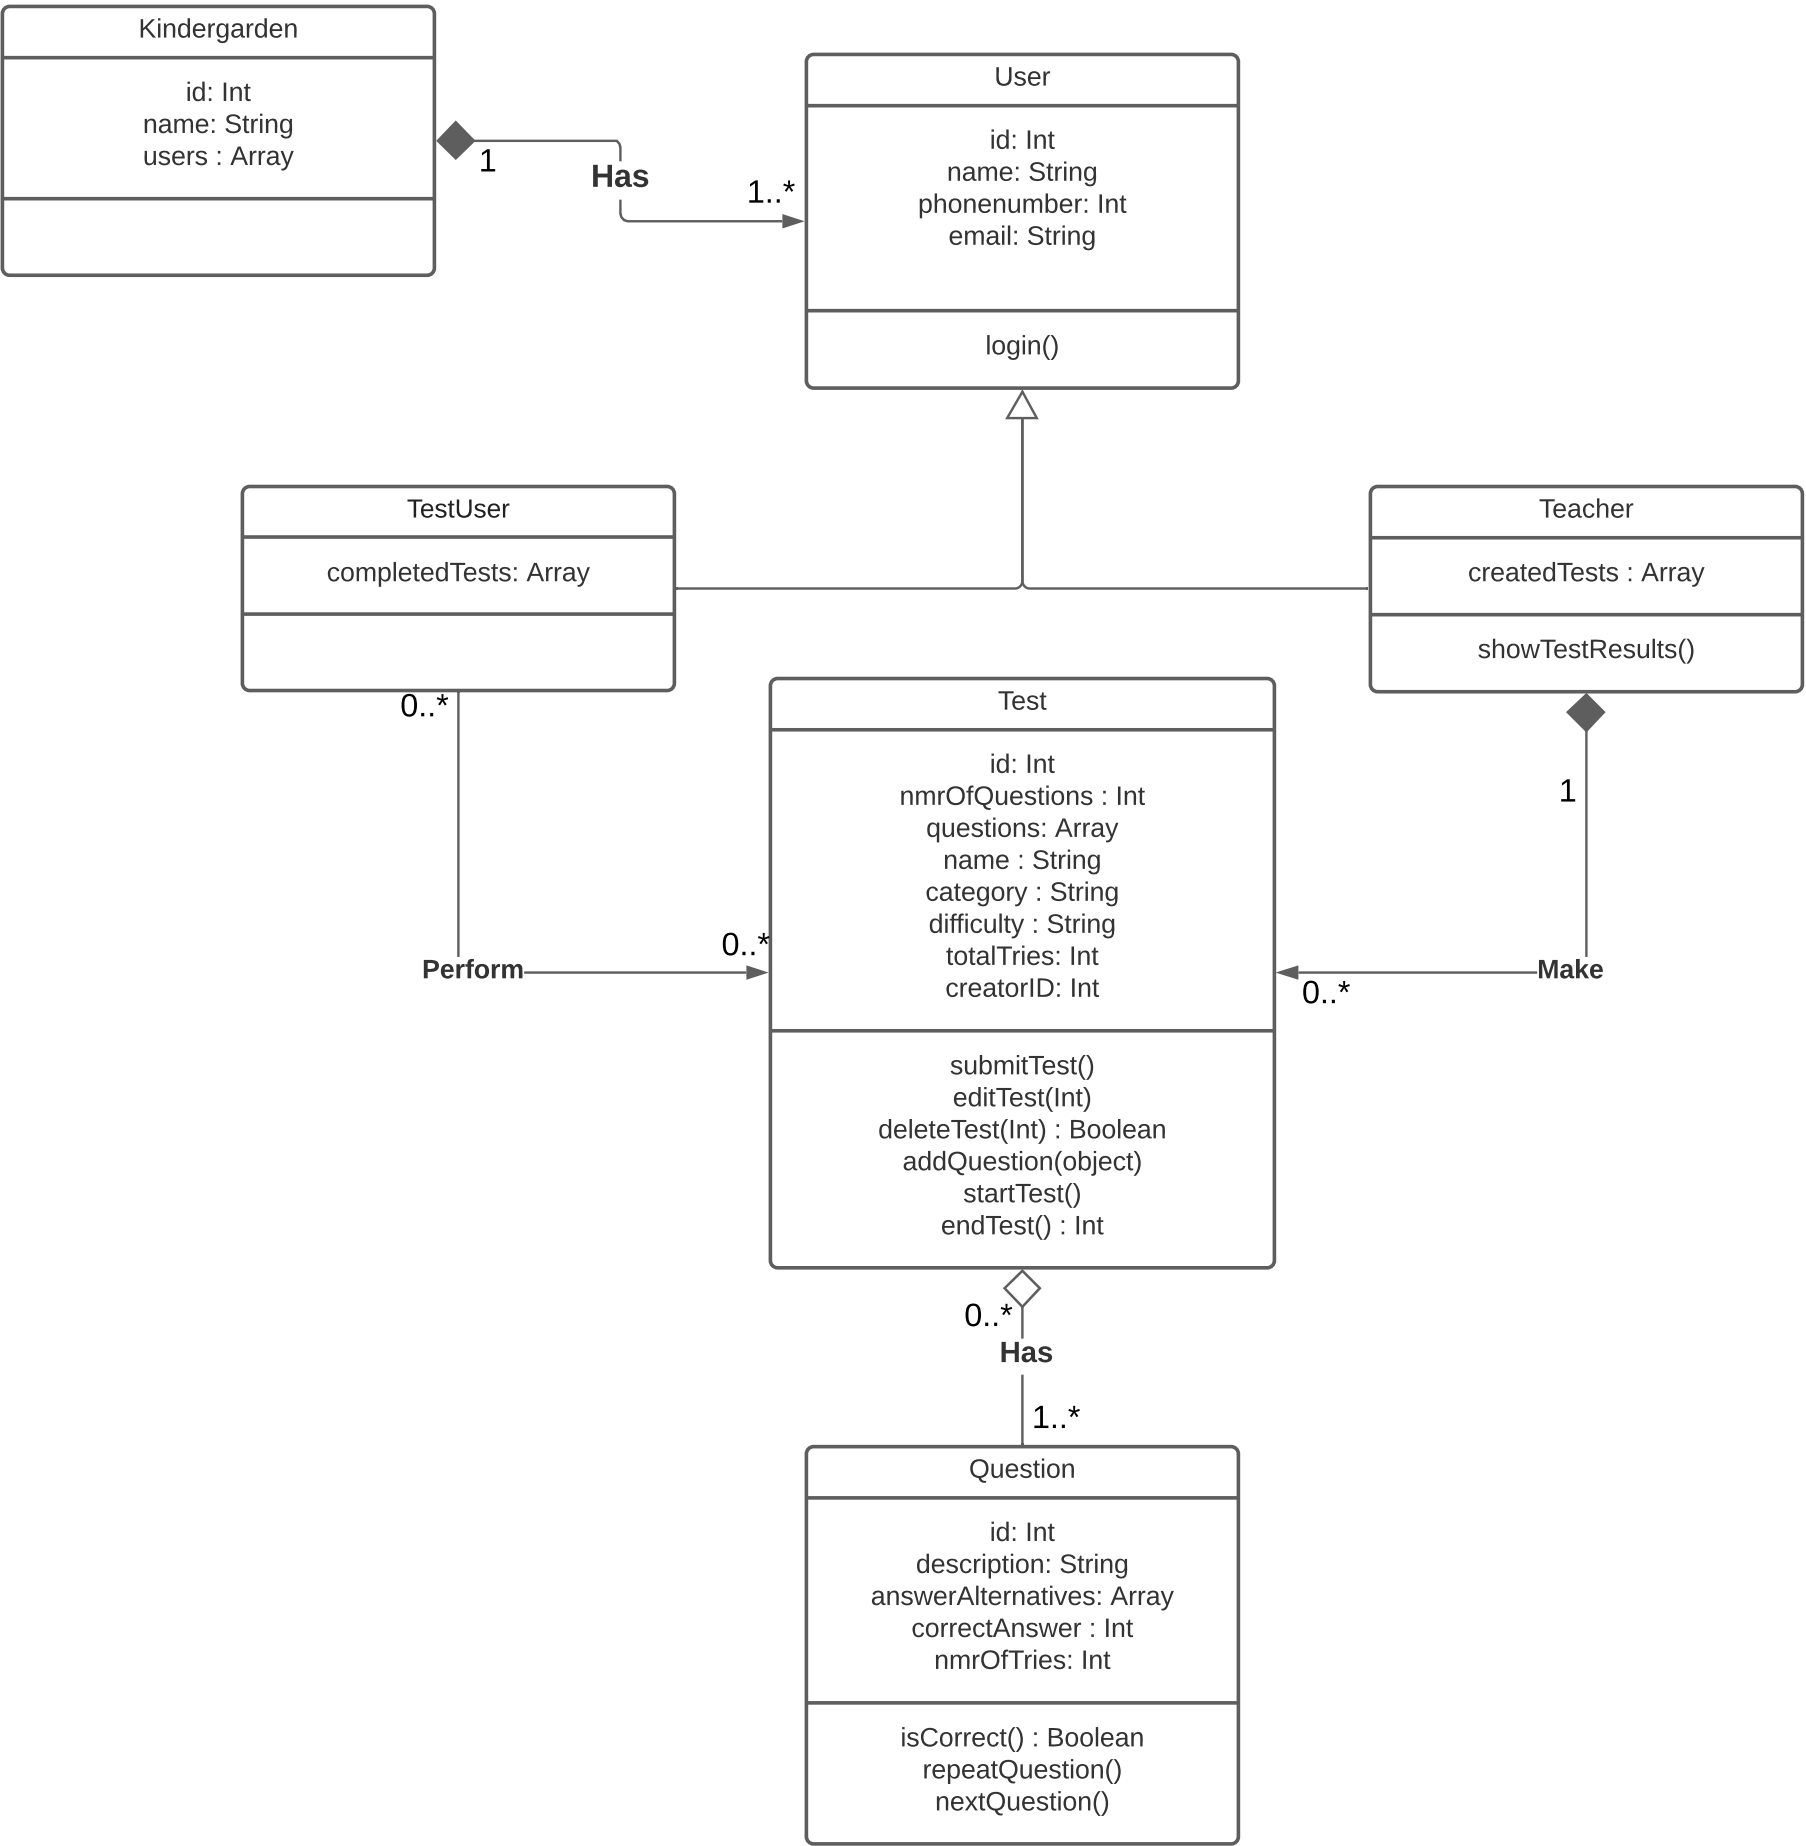 Kindergarden
id: Int
name: String
users : Array
1
Has
1..*
User
id: Int
name: String
phonenumber: Int
email: String
login()
TestUser
completedTests: Array
0..*
Perform
0..*
Teacher
createdTests : Array
showTestResults()
1
Make
0..*
Test
id: Int
nmrOfQuestions : Int
questions: Array
name : String
category : String
difficulty : String
totalTries: Int
creatorID: Int
submitTest()
editTest(Int)
deleteTest(Int) : Boolean
addQuestion(object)
startTest()
endTest() : Int
0..*
Has
1..*
Question
id: Int
description: String
answerAlternatives: Array
correctAnswer : Int
nmrOfTries: Int
isCorrect() : Boolean
repeatQuestion()
nextQuestion()